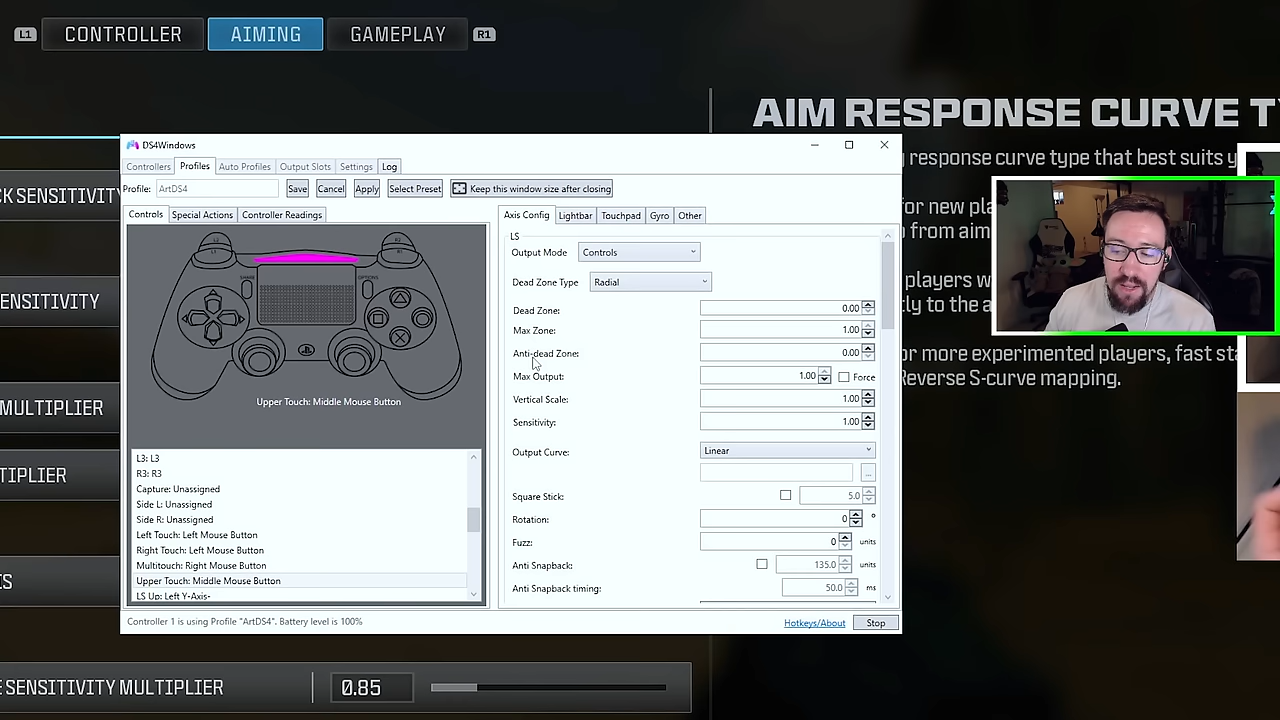 L1 CONTROLLER AIMING GAMEPLAY R1
AIM RESPONSE CURVE T
response curve type that best suits y
for new pla
from aim
players w
tly to the a
or more experimented players, fast sta
Reverse S-curve mapping.
CK SENSITIVITY
SENSITIVITY
MULTIPLIER
TIPLIER
S
E SENSITIVITY MULTIPLIER 0.85
DS4Windows
Controllers Profiles Auto Profiles Output Slots Settings Log
Profile: ArtDS4 Save Cancel Apply Select Preset Keep this window size after closing
Controls Special Actions Controller Readings
L2
L1
R2
R1
SHARE
OPTIONS
Upper Touch: Middle Mouse Button
L3: L3
R3: R3
Capture: Unassigned
Side L: Unassigned
Side R: Unassigned
Left Touch: Left Mouse Button
Right Touch: Left Mouse Button
Multitouch: Right Mouse Button
Upper Touch: Middle Mouse Button
LS Up: Left Y-Axis-
Axis Config Lightbar Touchpad Gyro Other
LS
Output Mode Controls
Dead Zone Type Radial
Dead Zone: 0.00
Max Zone: 1.00
Anti-dead Zone: 0.00
Max Output: 1.00 Force
Vertical Scale: 1.00
Sensitivity: 1.00
Output Curve: Linear
...
Square Stick: 5.0
Rotation: 0 °
Fuzz: 0 units
Anti Snapback: 135.0 units
Anti Snapback timing: 50.0 ms
Controller 1 is using Profile "ArtDS4". Battery level is 100%
Hotkeys/About Stop